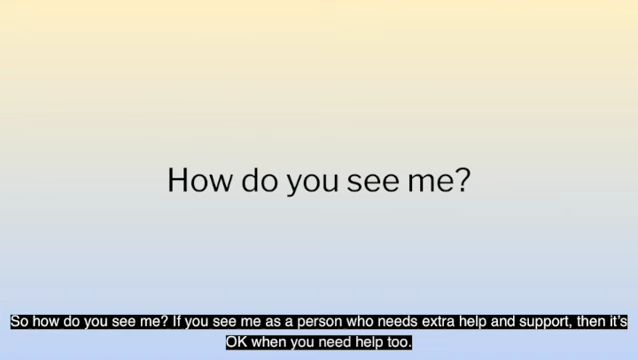 How do you see me?
So how do you see me? If you see me as a person who needs extra help and support, then it's
OK when you need help too.